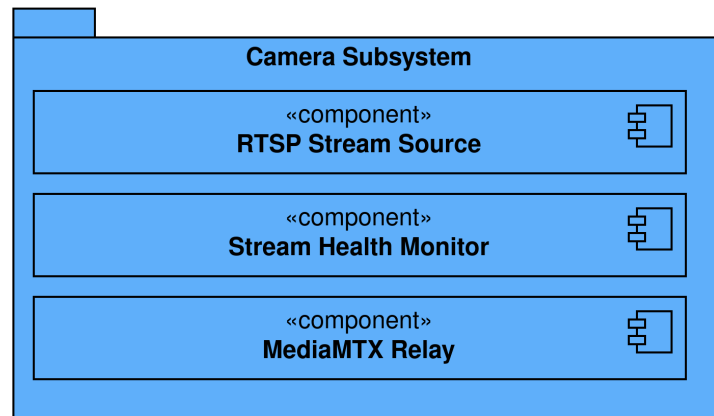 Camera Subsystem
«component»
RTSP Stream Source
«component»
Stream Health Monitor
«component»
MediaMTX Relay